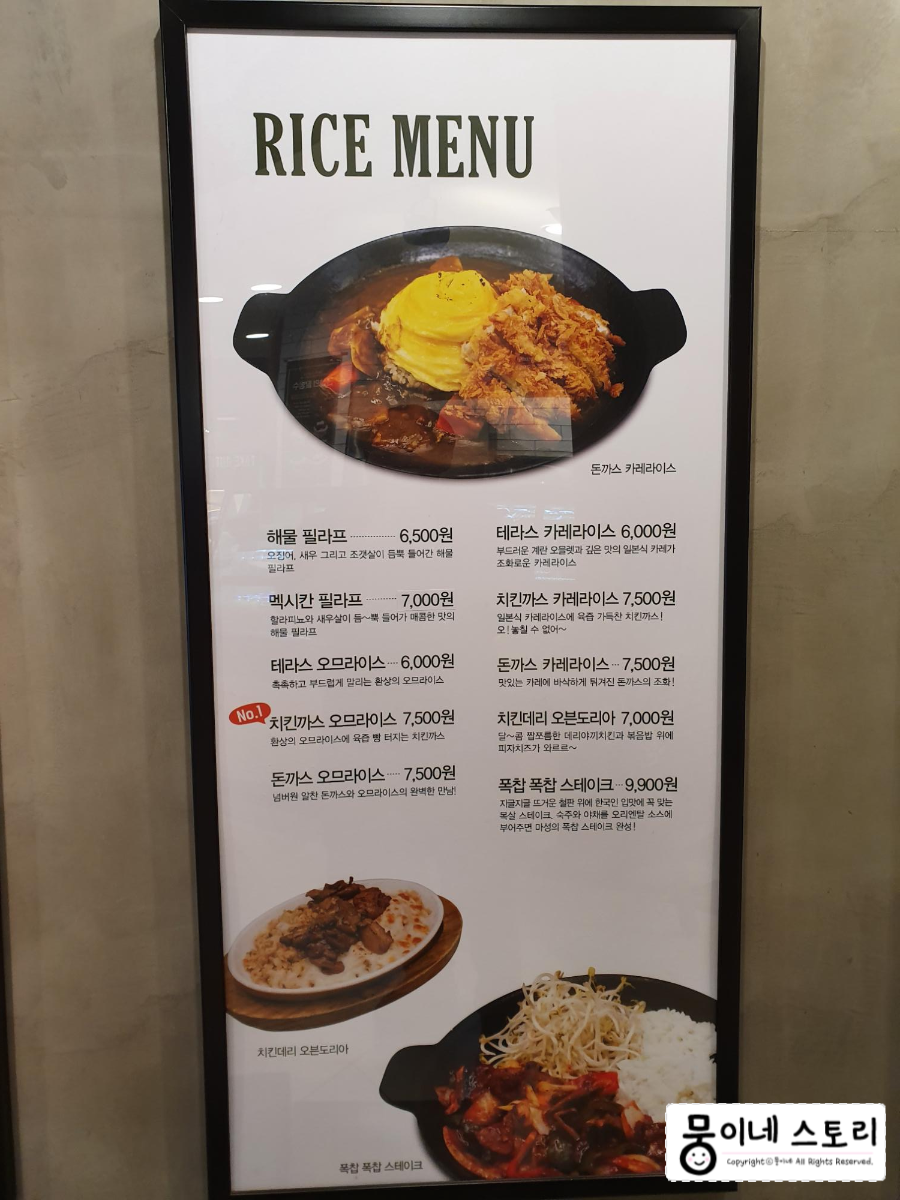 RICE MENU
돈까스 카레라이스
해물 필라프 6,500원
오징어, 새우 그리고 조갯살이 듬뿍 들어간 해물
필라프
멕시칸 필라프 7,000원
할라피뇨와 새우살이 듬~뿍 들어가 매콤한 맛의
해물 필라프
테라스 오므라이스 6,000원
촉촉하고 부드럽게 말리는 환상의 오므라이스
No.1
치킨까스 오므라이스 7,500원
환상의 오므라이스에 육즙 빵 터지는 치킨까스
돈까스 오므라이스 7,500원
넘버원 알찬 돈까스와 오므라이스의 완벽한 만남!
테라스 카레라이스 6,000원
부드러운 계란 오믈렛과 깊은 맛의 일본식 카레가
조화로운 카레라이스
치킨까스 카레라이스 7,500원
일본식 카레라이스에 육즙 가득찬 치킨까스!
오! 놓칠 수 없어~
돈까스 카레라이스 7,500원
맛있는 카레에 바삭하게 튀겨진 돈까스의 조화!
치킨데리 오븐도리아 7,000원
달~콤 짭쪼름한 데리야끼치킨과 볶음밥 위에
피자치즈가 와르르~
폭찹 폭찹 스테이크 9,900원
지글지글 뜨거운 철판 위에 한국인 입맛에 꼭 맞는
목살 스테이크, 숙주와 야채를 오리엔탈 소스에
부어주면 마성의 폭찹 스테이크 완성!
치킨데리 오븐도리아
폭찹 폭찹 스테이크
뭉이네 스토리
Copyright ⓒ 뭉이네 All Rights Reserved.